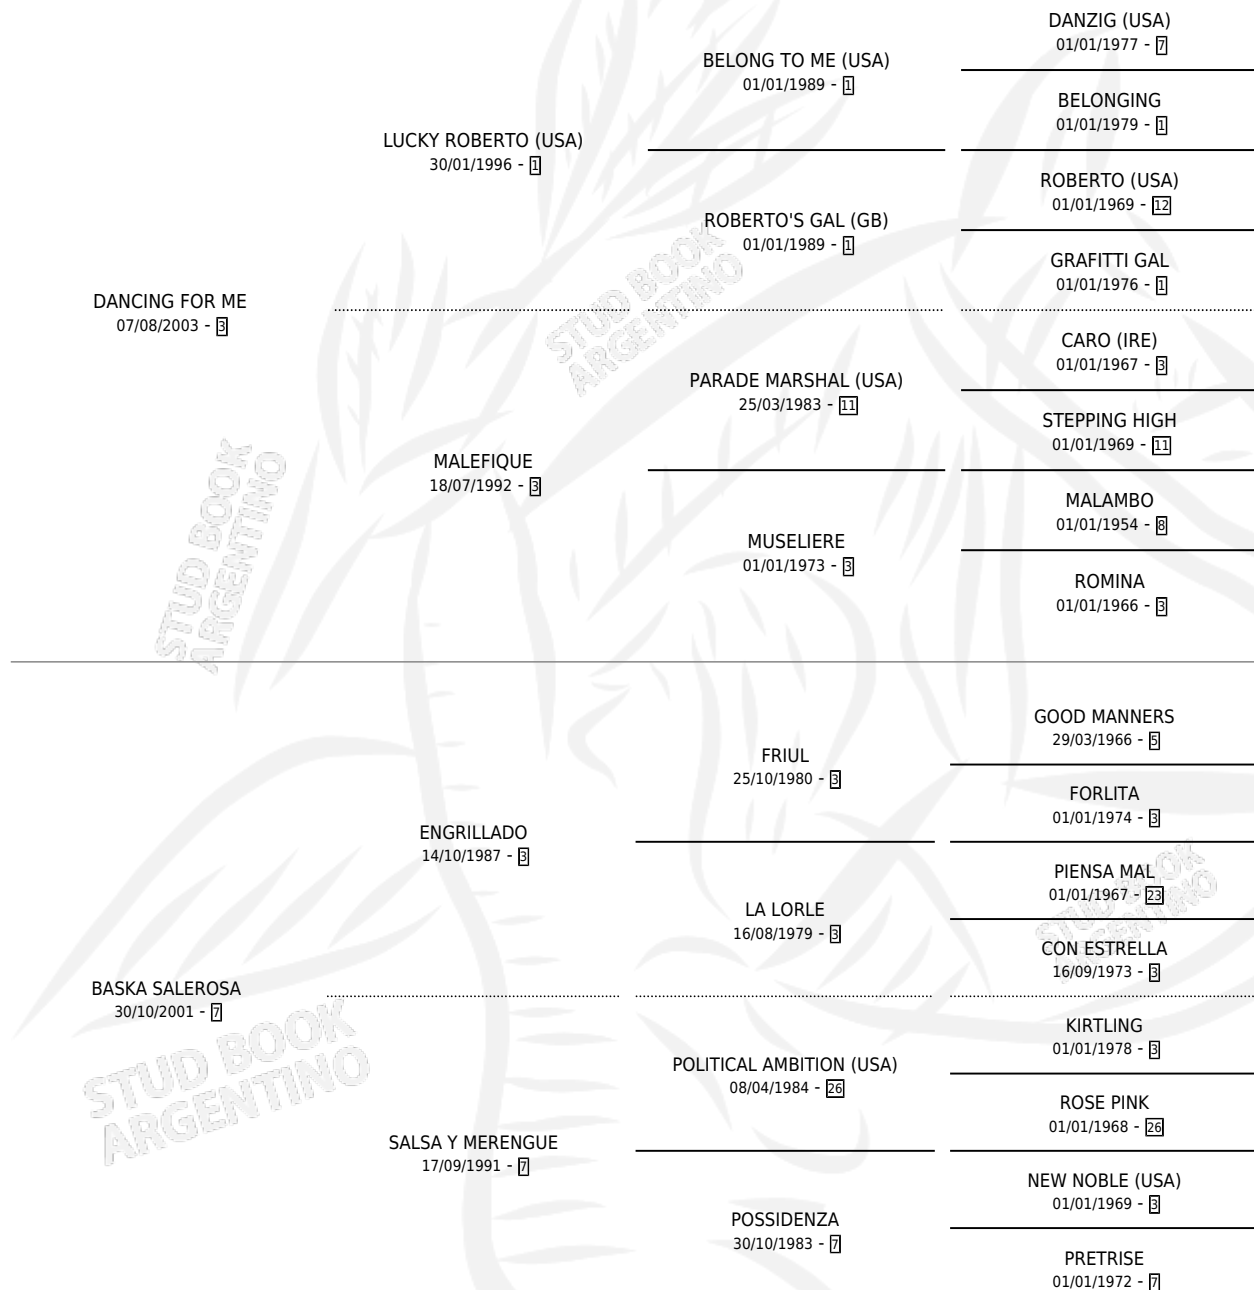 DANZIG (USA)
01/01/1977 - 7
BELONG TO ME (USA)
01/01/1989 - 1
BELONGING
01/01/1979 - 1
LUCKY ROBERTO (USA)
30/01/1996 - 1
ROBERTO (USA)
01/01/1969 - 12
ROBERTO'S GAL (GB)
01/01/1989 - 1
GRAFITTI GAL
01/01/1976 - 1
DANCING FOR ME
07/08/2003 - 3
CARO (IRE)
01/01/1967 - 3
PARADE MARSHAL (USA)
25/03/1983 - 11
STEPPING HIGH
01/01/1969 - 11
MALEFIQUE
18/07/1992 - 3
MALAMBO
01/01/1954 - 8
MUSELIERE
01/01/1973 - 3
ROMINA
01/01/1966 - 3
GOOD MANNERS
29/03/1966 - 5
FRIUL
25/10/1980 - 3
FORLITA
01/01/1974 - 3
ENGRILLADO
14/10/1987 - 3
PIENSA MAL
01/01/1967 - 23
LA LORLE
16/08/1979 - 3
CON ESTRELLA
16/09/1973 - 3
BASKA SALEROSA
30/10/2001 - 7
KIRTLING
01/01/1978 - 3
POLITICAL AMBITION (USA)
08/04/1984 - 26
ROSE PINK
01/01/1968 - 26
SALSA Y MERENGUE
17/09/1991 - 7
NEW NOBLE (USA)
01/01/1969 - 3
POSSIDENZA
30/10/1983 - 7
PRETRISE
01/01/1972 - 7
STUD BOOK
ARGENTINO
STUD BOOK
ARGENTINO
STUD BOOK
ARGENTINO
STUD BOOK
ARGENTINO